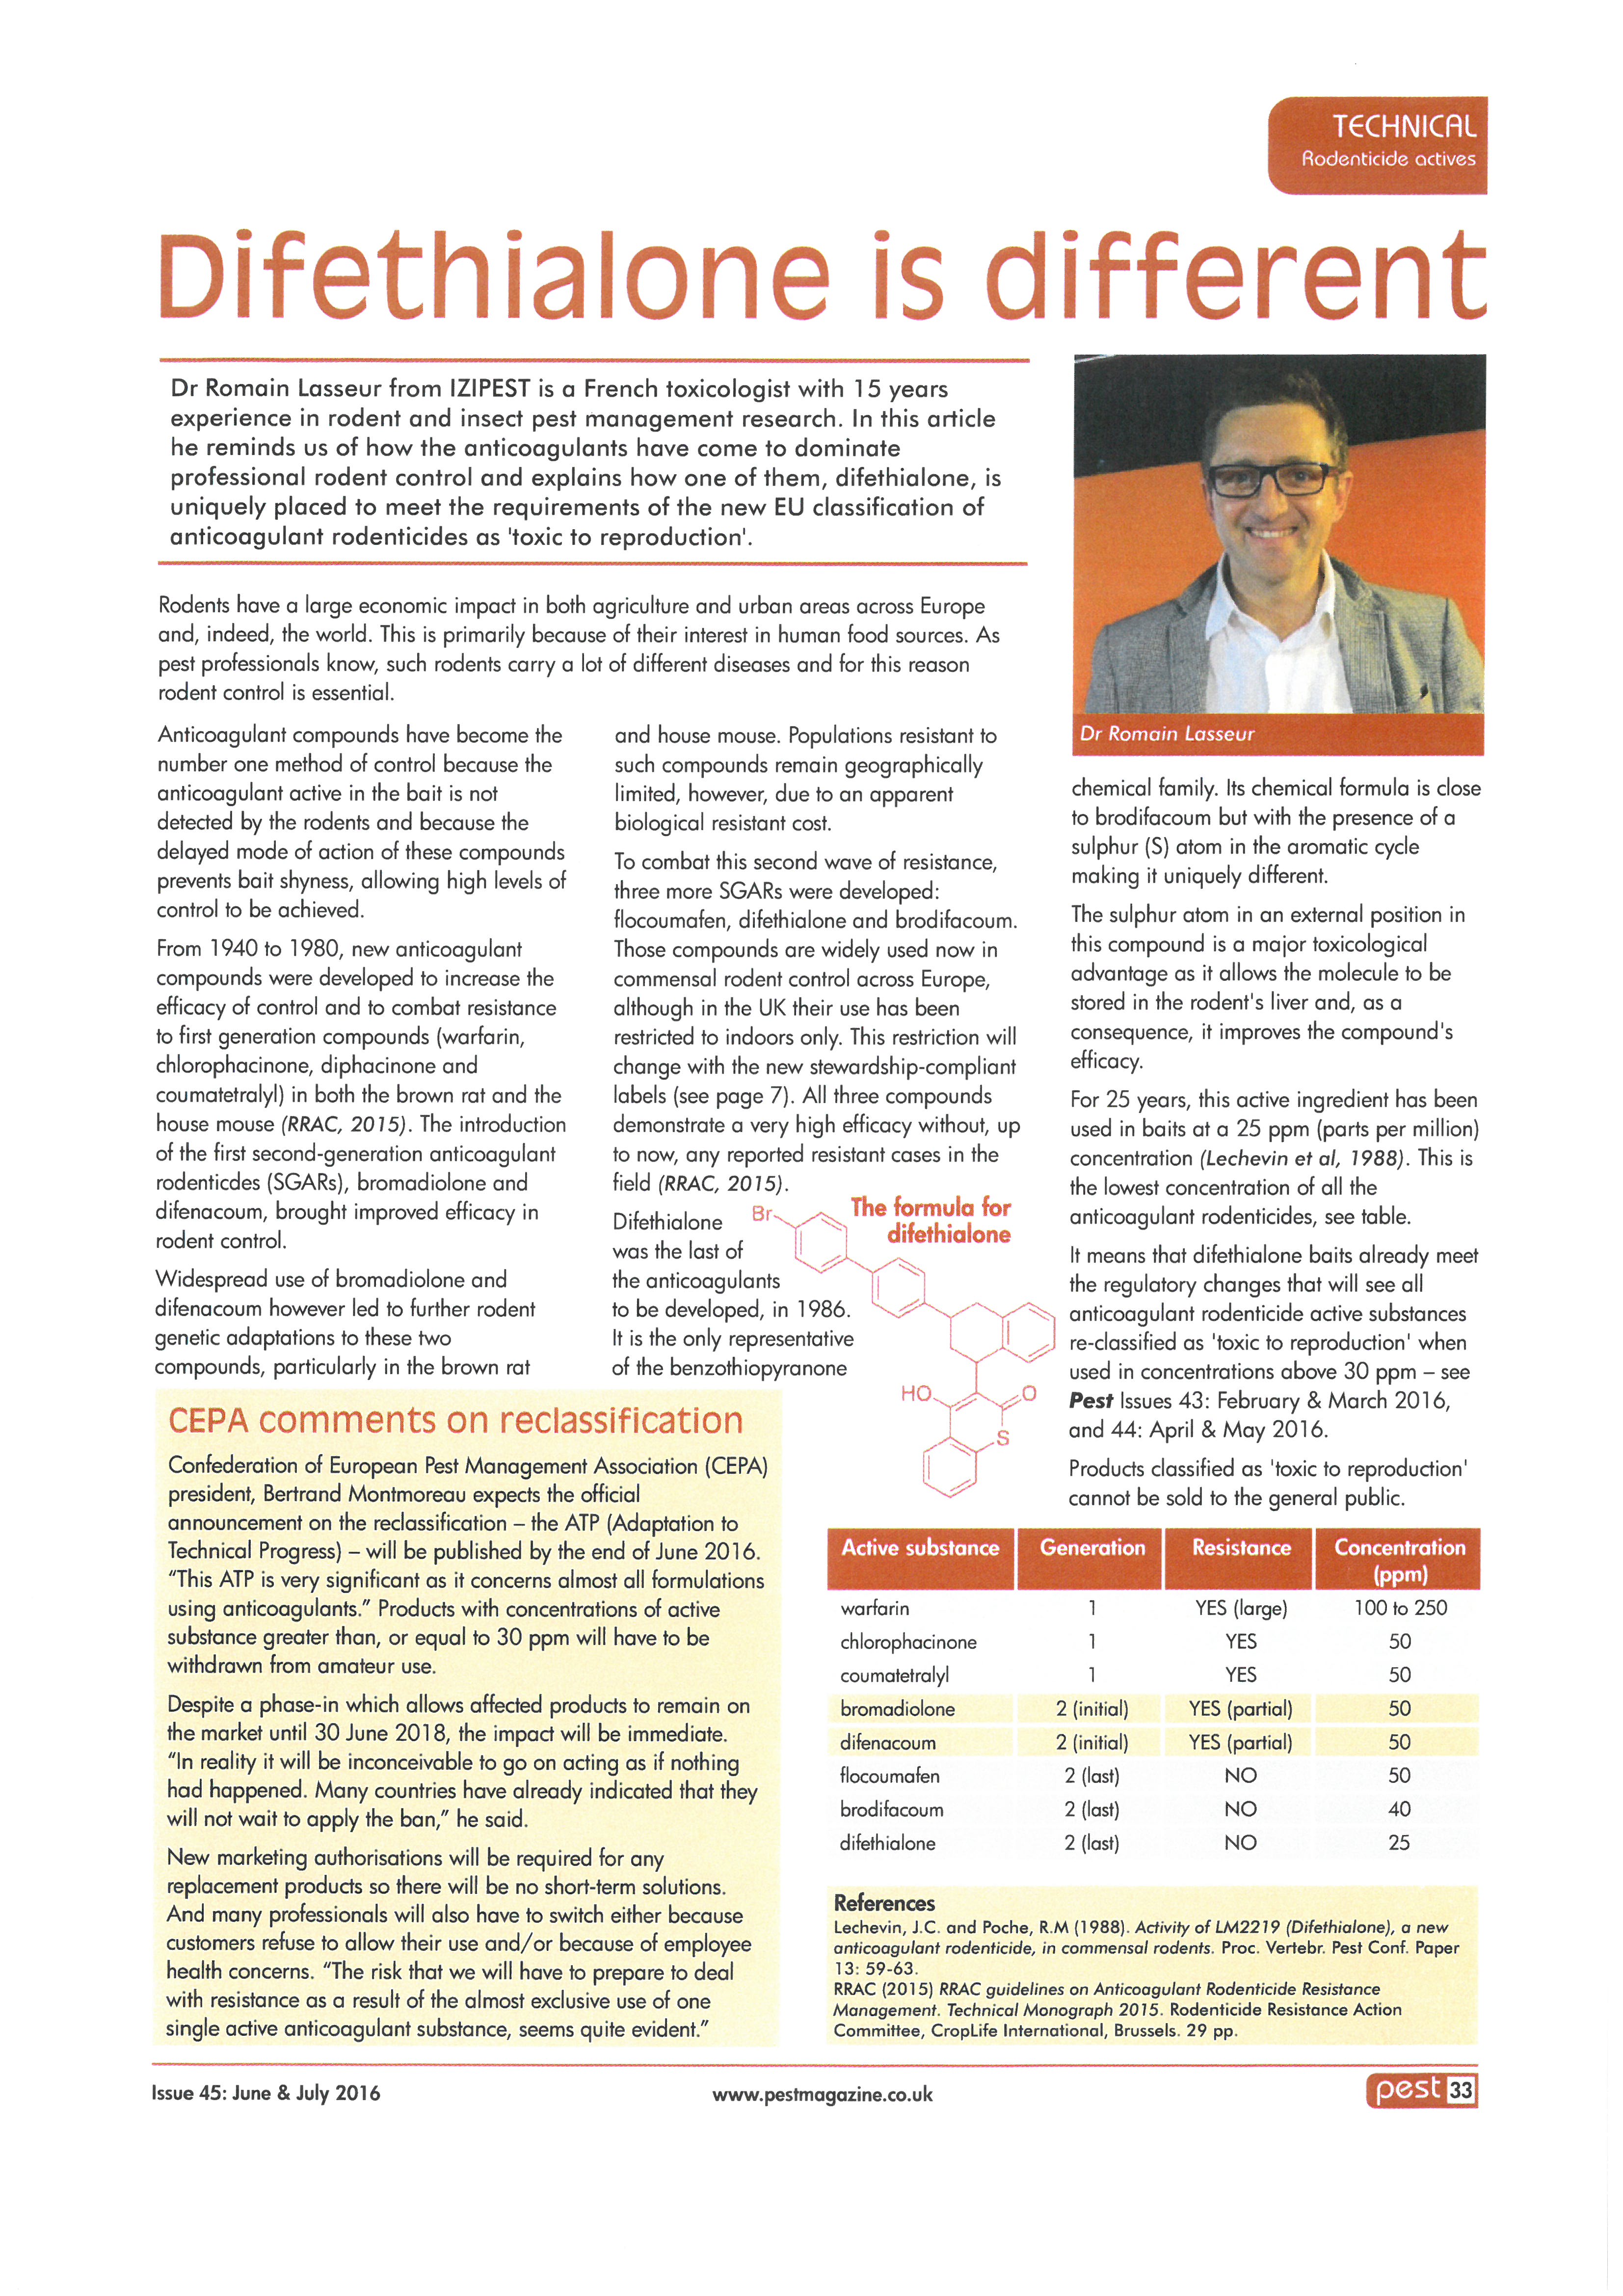 TECHNICAL
Rodenticide actives
Difethialone is different
Dr Romain Lasseur from IZIPEST is a French toxicologist with 15 years
experience in rodent and insect pest management research. In this article
he reminds us of how the anticoagulants have come to dominate
professional rodent control and explains how one of them, difethialone, is
uniquely placed to meet the requirements of the new EU classification of
anticoagulant rodenticides as 'toxic to reproduction'.
Rodents have a large economic impact in both agriculture and urban areas across Europe
and, indeed, the world. This is primarily because of their interest in human food sources. As
pest professionals know, such rodents carry a lot of different diseases and for this reason
rodent control is essential.
Anticoagulant compounds have become the
number one method of control because the
anticoagulant active in the bait is not
detected by the rodents and because the
delayed mode of action of these compounds
prevents bait shyness, allowing high levels of
control to be achieved.
From 1940 to 1980, new anticoagulant
compounds were developed to increase the
efficacy of control and to combat resistance
to first generation compounds (warfarin,
chlorophacinone, diphacinone and
coumatetralyl) in both the brown rat and the
house mouse (RRAC, 2015). The introduction
of the first second-generation anticoagulant
rodenticdes (SGARs), bromadiolone and
difenacoum, brought improved efficacy in
rodent control.
Widespread use of bromadiolone and
difenacoum however led to further rodent
genetic adaptations to these two
compounds, particularly in the brown rat
and house mouse. Populations resistant to
such compounds remain geographically
limited, however, due to an apparent
biological resistant cost.
To combat this second wave of resistance,
three more SGARs were developed:
flocoumafen, difethialone and brodifacoum.
Those compounds are widely used now in
commensal rodent control across Europe,
although in the UK their use has been
restricted to indoors only. This restriction will
change with the new stewardship-compliant
labels (see page 7). All three compounds
demonstrate a very high efficacy without, up
to now, any reported resistant cases in the
field (RRAC, 2015).
Difethialone
was the last of
the anticoagulants
to be developed, in 1986.
It is the only representative
of the benzothiopyranone
The formula for
difethialone
Br
HO
O
S
Dr Romain Lasseur
chemical family. Its chemical formula is close
to brodifacoum but with the presence of a
sulphur (S) atom in the aromatic cycle
making it uniquely different.
The sulphur atom in an external position in
this compound is a major toxicological
advantage as it allows the molecule to be
stored in the rodent's liver and, as a
consequence, it improves the compound's
efficacy.
For 25 years, this active ingredient has been
used in baits at a 25 ppm (parts per million)
concentration (Lechevin et al, 1988). This is
the lowest concentration of all the
anticoagulant rodenticides, see table.
It means that difethialone baits already meet
the regulatory changes that will see all
anticoagulant rodenticide active substances
re-classified as 'toxic to reproduction' when
used in concentrations above 30 ppm – see
Pest Issues 43: February & March 2016,
and 44: April & May 2016.
Products classified as 'toxic to reproduction'
cannot be sold to the general public.
CEPA comments on reclassification
Confederation of European Pest Management Association (CEPA)
president, Bertrand Montmoreau expects the official
announcement on the reclassification – the ATP (Adaptation to
Technical Progress) – will be published by the end of June 2016.
“This ATP is very significant as it concerns almost all formulations
using anticoagulants.” Products with concentrations of active
substance greater than, or equal to 30 ppm will have to be
withdrawn from amateur use.
Despite a phase-in which allows affected products to remain on
the market until 30 June 2018, the impact will be immediate.
“In reality it will be inconceivable to go on acting as if nothing
had happened. Many countries have already indicated that they
will not wait to apply the ban,” he said.
New marketing authorisations will be required for any
replacement products so there will be no short-term solutions.
And many professionals will also have to switch either because
customers refuse to allow their use and/or because of employee
health concerns. “The risk that we will have to prepare to deal
with resistance as a result of the almost exclusive use of one
single active anticoagulant substance, seems quite evident.”
Active substance Generation Resistance Concentration
(ppm)
warfarin 1 YES (large) 100 to 250
chlorophacinone 1 YES 50
coumatetralyl 1 YES 50
bromadiolone 2 (initial) YES (partial) 50
difenacoum 2 (initial) YES (partial) 50
flocoumafen 2 (last) NO 50
brodifacoum 2 (last) NO 40
difethialone 2 (last) NO 25
References
Lechevin, J.C. and Poche, R.M (1988). Activity of LM2219 (Difethialone), a new
anticoagulant rodenticide, in commensal rodents. Proc. Vertebr. Pest Conf. Paper
13: 59-63.
RRAC (2015) RRAC guidelines on Anticoagulant Rodenticide Resistance
Management. Technical Monograph 2015. Rodenticide Resistance Action
Committee, CropLife International, Brussels. 29 pp.
Issue 45: June & July 2016
www.pestmagazine.co.uk
pest 33